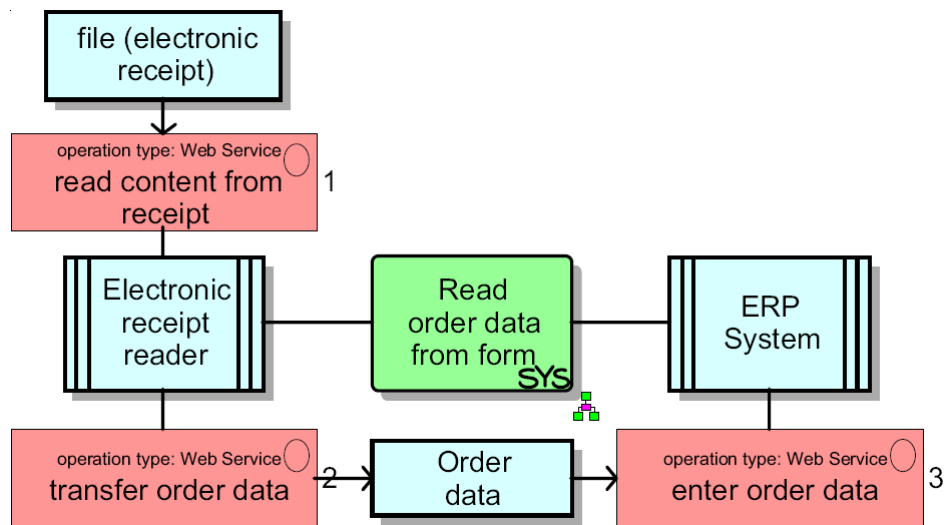 file (electronic
receipt)
operation type: Web Service
read content from
receipt
1
Electronic
receipt
reader
Read
order data
from form
SYS
ERP
System
operation type: Web Service
transfer order data
2
Order
data
operation type: Web Service
enter order data
3